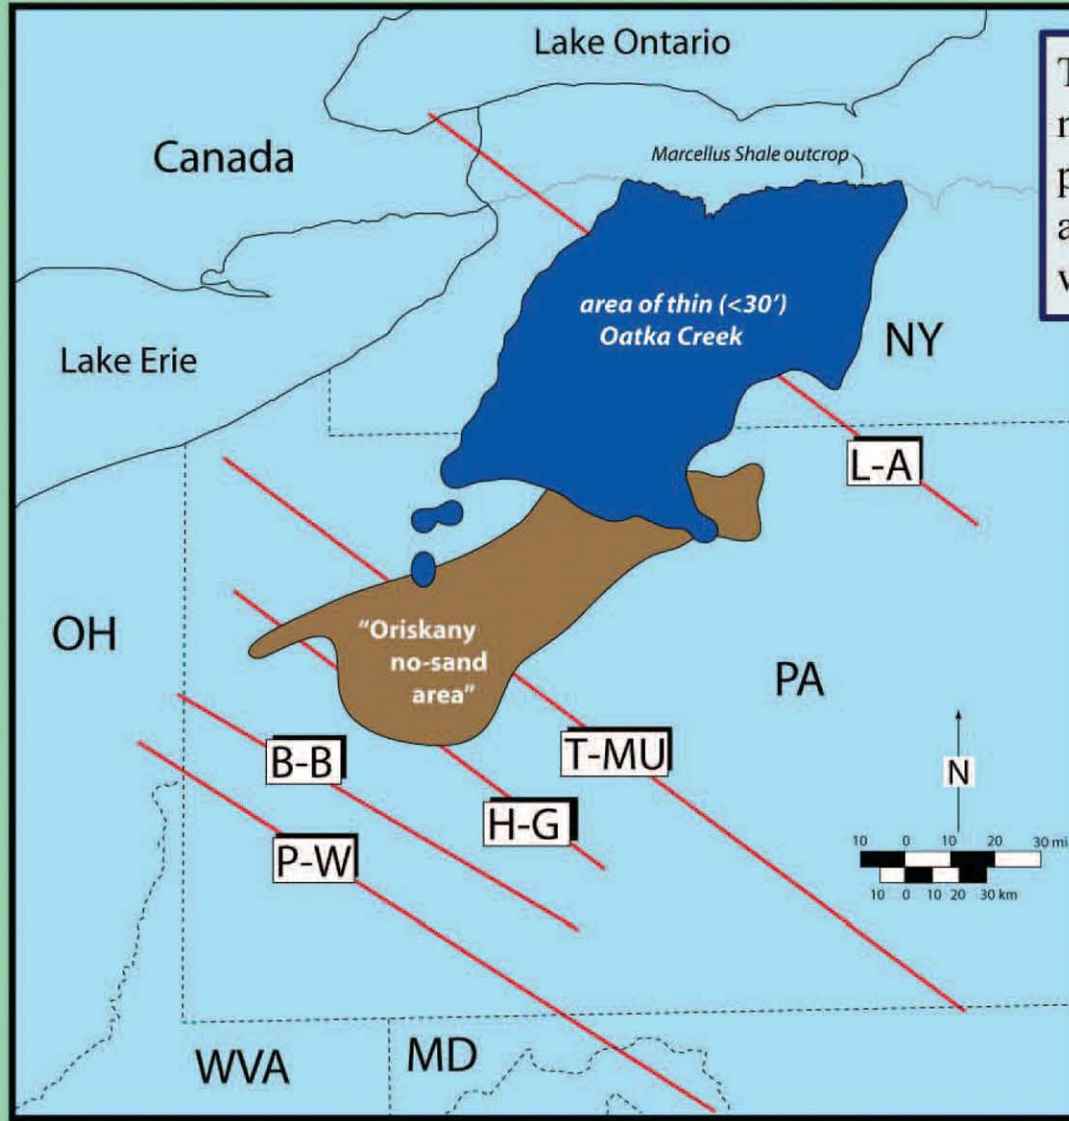 Lake Ontario
Canada
Marcellus Shale outcrop
area of thin (<30')
Oatka Creek
NY
Lake Erie
L-A
OH
"Oriskany
no-sand
area"
PA
T-MU
B-B
N
H-G
P-W
10 0 10 20 30 mi
10 0 10 20 30 km
WVA
MD